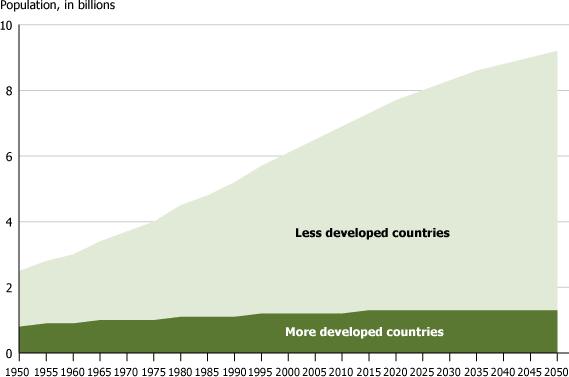 Population, in billions
10
8
6
4
2
0
Less developed countries
More developed countries
1950 1955 1960 1965 1970 1975 1980 1985 1990 1995 2000 2005 2010 2015 2020 2025 2030 2035 2040 2045 2050